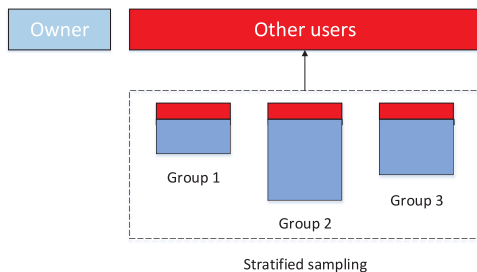 Owner
Other users
Group 1
Group 2
Group 3
Stratified sampling